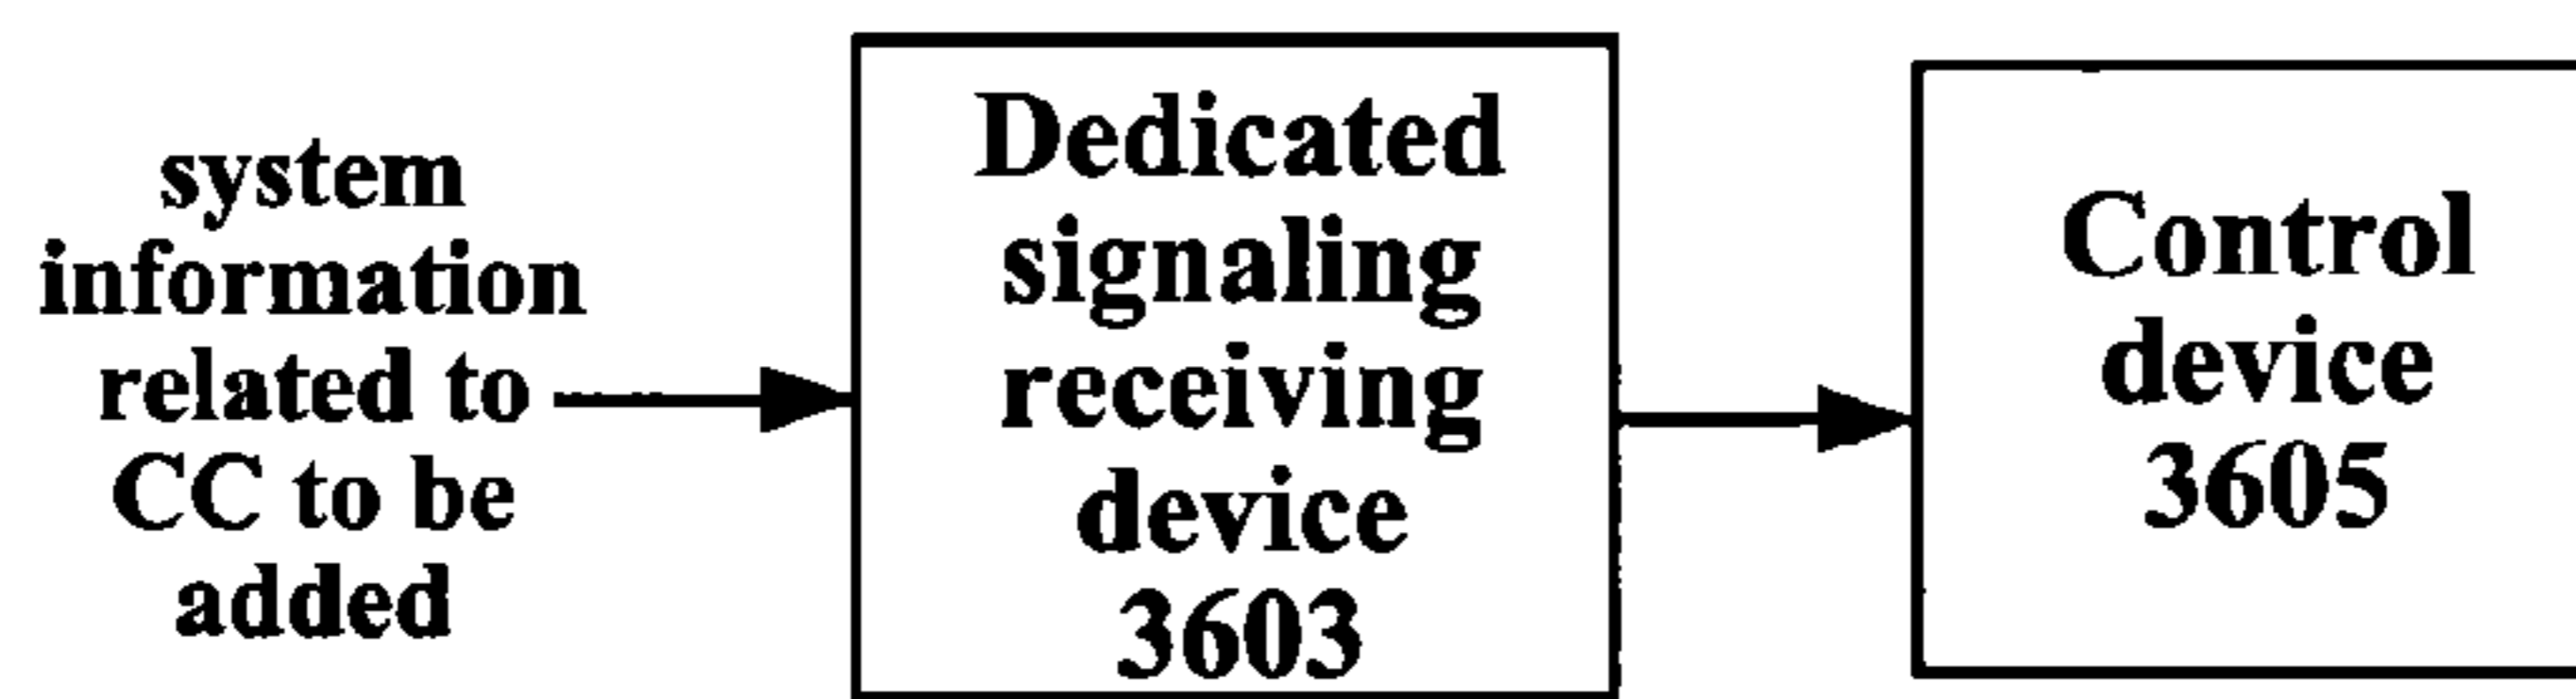 system
information
related to
CC to be
added
Dedicated
signaling
receiving
device
3603
Control
device
3605